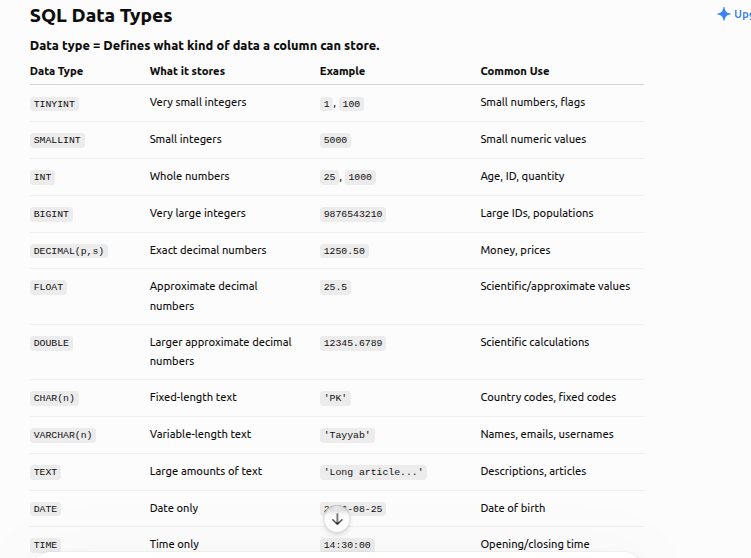 SQL Data Types
Upg
Data type = Defines what kind of data a column can store.
Data Type What it stores Example Common Use
TINYINT Very small integers 1, 100 Small numbers, flags
SMALLINT Small integers 5000 Small numeric values
INT Whole numbers 25, 1000 Age, ID, quantity
BIGINT Very large integers 9876543210 Large IDs, populations
DECIMAL(p,s) Exact decimal numbers 1250.50 Money, prices
FLOAT Approximate decimal numbers 25.5 Scientific/approximate values
DOUBLE Larger approximate decimal numbers 12345.6789 Scientific calculations
CHAR(n) Fixed-length text 'PK' Country codes, fixed codes
VARCHAR(n) Variable-length text 'Tayyab' Names, emails, usernames
TEXT Large amounts of text 'Long article...' Descriptions, articles
DATE Date only -08-25 Date of birth
TIME Time only 14:30:00 Opening/closing time